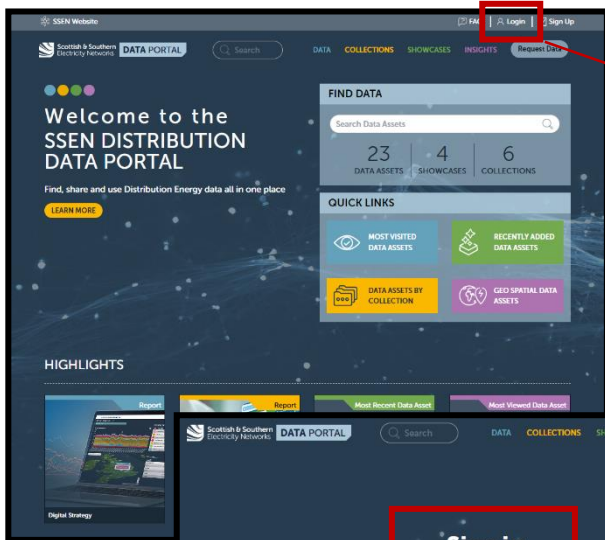 SSEN Website
FAQ Login Sign Up
Scottish & Southern
Electricity Networks
DATA PORTAL
Search
DATA COLLECTIONS SHOWCASES INSIGHTS Request Data
Welcome to the
SSEN DISTRIBUTION
DATA PORTAL
Find, share and use Distribution Energy data all in one place
LEARN MORE
FIND DATA
Search Data Assets
23 4 6
DATA ASSETS SHOWCASES COLLECTIONS
QUICK LINKS
MOST VISITED
DATA ASSETS
RECENTLY ADDED
DATA ASSETS
DATA ASSETS BY
COLLECTION
GEO SPATIAL DATA
ASSETS
HIGHLIGHTS
Report
Report
Most Recent Data Asset
Most Viewed Data Asset
Digital Strategy
Scottish & Southern
Electricity Networks
DATA PORTAL
Search
DATA COLLECTIONS SH